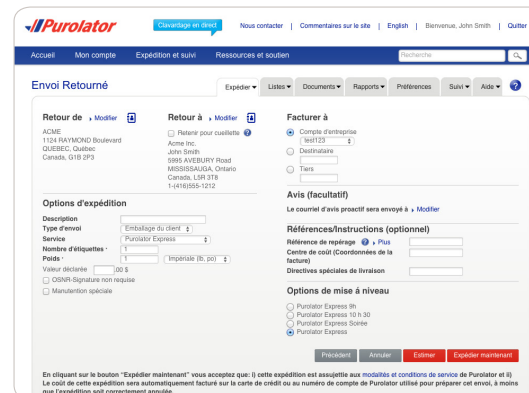 Purolator
Clavardage en direct
Nous contacter | Commentaires sur le site | English | Bienvenue, John Smith | Quitter
Accueil Mon compte Expédition et suivi Ressources et soutien Recherche
Envoi Retourné
Expédier Listes Documents Rapports Préférences Suivi Aide ?
Retour de Modifier
ACME
1124 RAYMOND Boulevard
QUEBEC, Québec
Canada, G1B 2P3
Retour à Modifier
Retenir pour cueillette ?
Acme Inc.
John Smith
5995 AVEBURY Road
MISSISSAUGA, Ontario
Canada, L5R 3T8
1-(416)555-1212
Options d'expédition
Description
Type d'envoi Emballage du client
Service Purolator Express
Nombre d'étiquettes * 1
Poids * 1 Impériale (lb, po)
Valeur déclarée .00 $
OSNR-Signature non requise
Manutention spéciale
Facturer à
Compte d'entreprise
test123
Destinataire
Tiers
Avis (facultatif)
Le courriel d'avis proactif sera envoyé à Modifier
Références/Instructions (optionnel)
Référence de repérage ? Plus
Centre de coût (Coordonnées de la
facture)
Directives spéciales de livraison
Options de mise á niveau
Purolator Express 9h
Purolator Express 10 h 30
Purolator Express Soirée
Purolator Express
Précédent Annuler Estimer Expédier maintenant
En cliquant sur le bouton "Expédier maintenant" vous acceptez que: i) cette expédition est assujettie aux modalités et conditions de service de Purolator et ii)
Le coût de cette expédition sera automatiquement facturé sur la carte de crédit ou au numéro de compte de Purolator utilisé pour préparer cet envoi, à moins
que l'expédition soit correctement annulée.